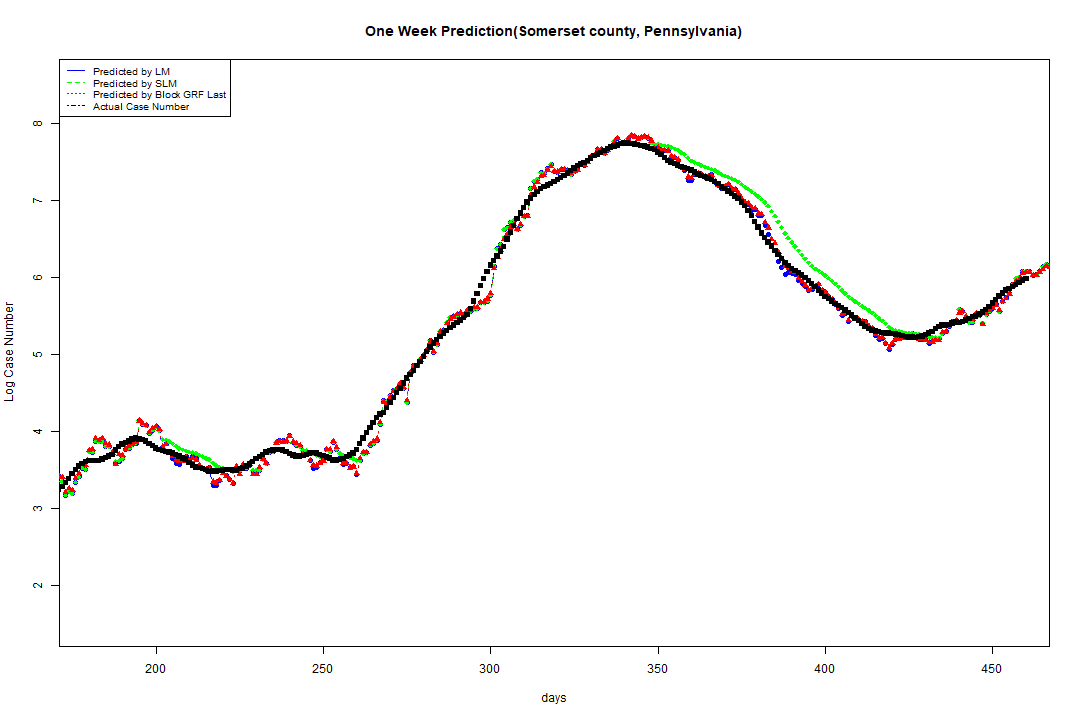 One Week Prediction(Somerset county, Pennsylvania)
Predicted by LM
Predicted by SLM
Predicted by Block GRF Last
Actual Case Number
8
7
6
5
4
3
2
Log Case Number
200 250 300 350 400 450
days